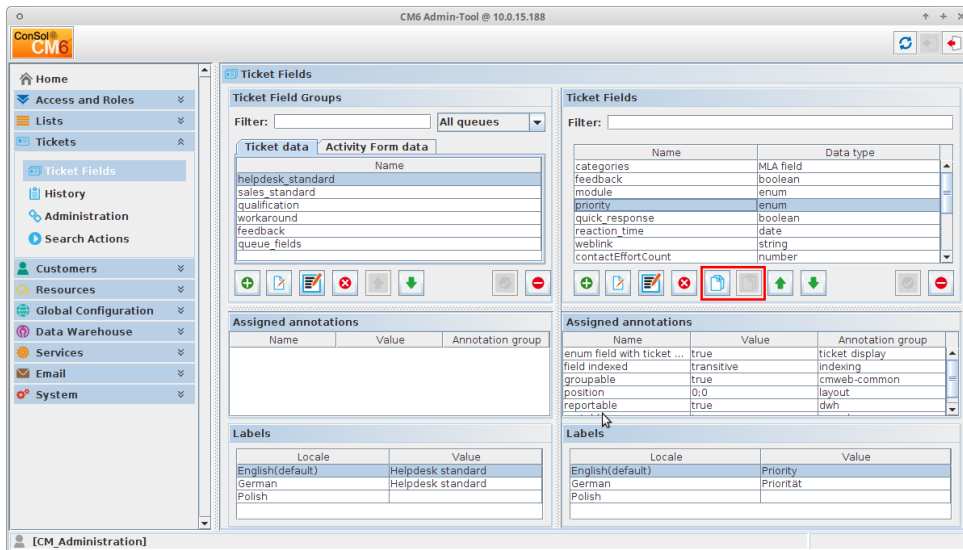 CM6 Admin-Tool @ 10.0.15.188
ConSol
CM6
Home
Access and Roles
Lists
Tickets
Ticket Fields
History
Administration
Search Actions
Customers
Resources
Global Configuration
Data Warehouse
Services
Email
System
Ticket Fields
Ticket Field Groups
Filter:
All queues
Ticket data
Activity Form data
Name
helpdesk_standard
sales_standard
qualification
workaround
feedback
queue_fields
Assigned annotations
Name Value Annotation group
Labels
Locale Value
English(default) Helpdesk standard
German Helpdesk standard
Polish
Ticket Fields
Filter:
Name Data type
categories MLA field
feedback boolean
module enum
priority enum
quick_response boolean
reaction_time date
weblink string
contactEffortCount number
Assigned annotations
Name Value Annotation group
enum field with ticket ... true ticket display
field indexed transitive indexing
groupable true cmweb-common
position 0;0 layout
reportable true dwh
Labels
Locale Value
English(default) Priority
German Priorität
Polish
[CM_Administration]